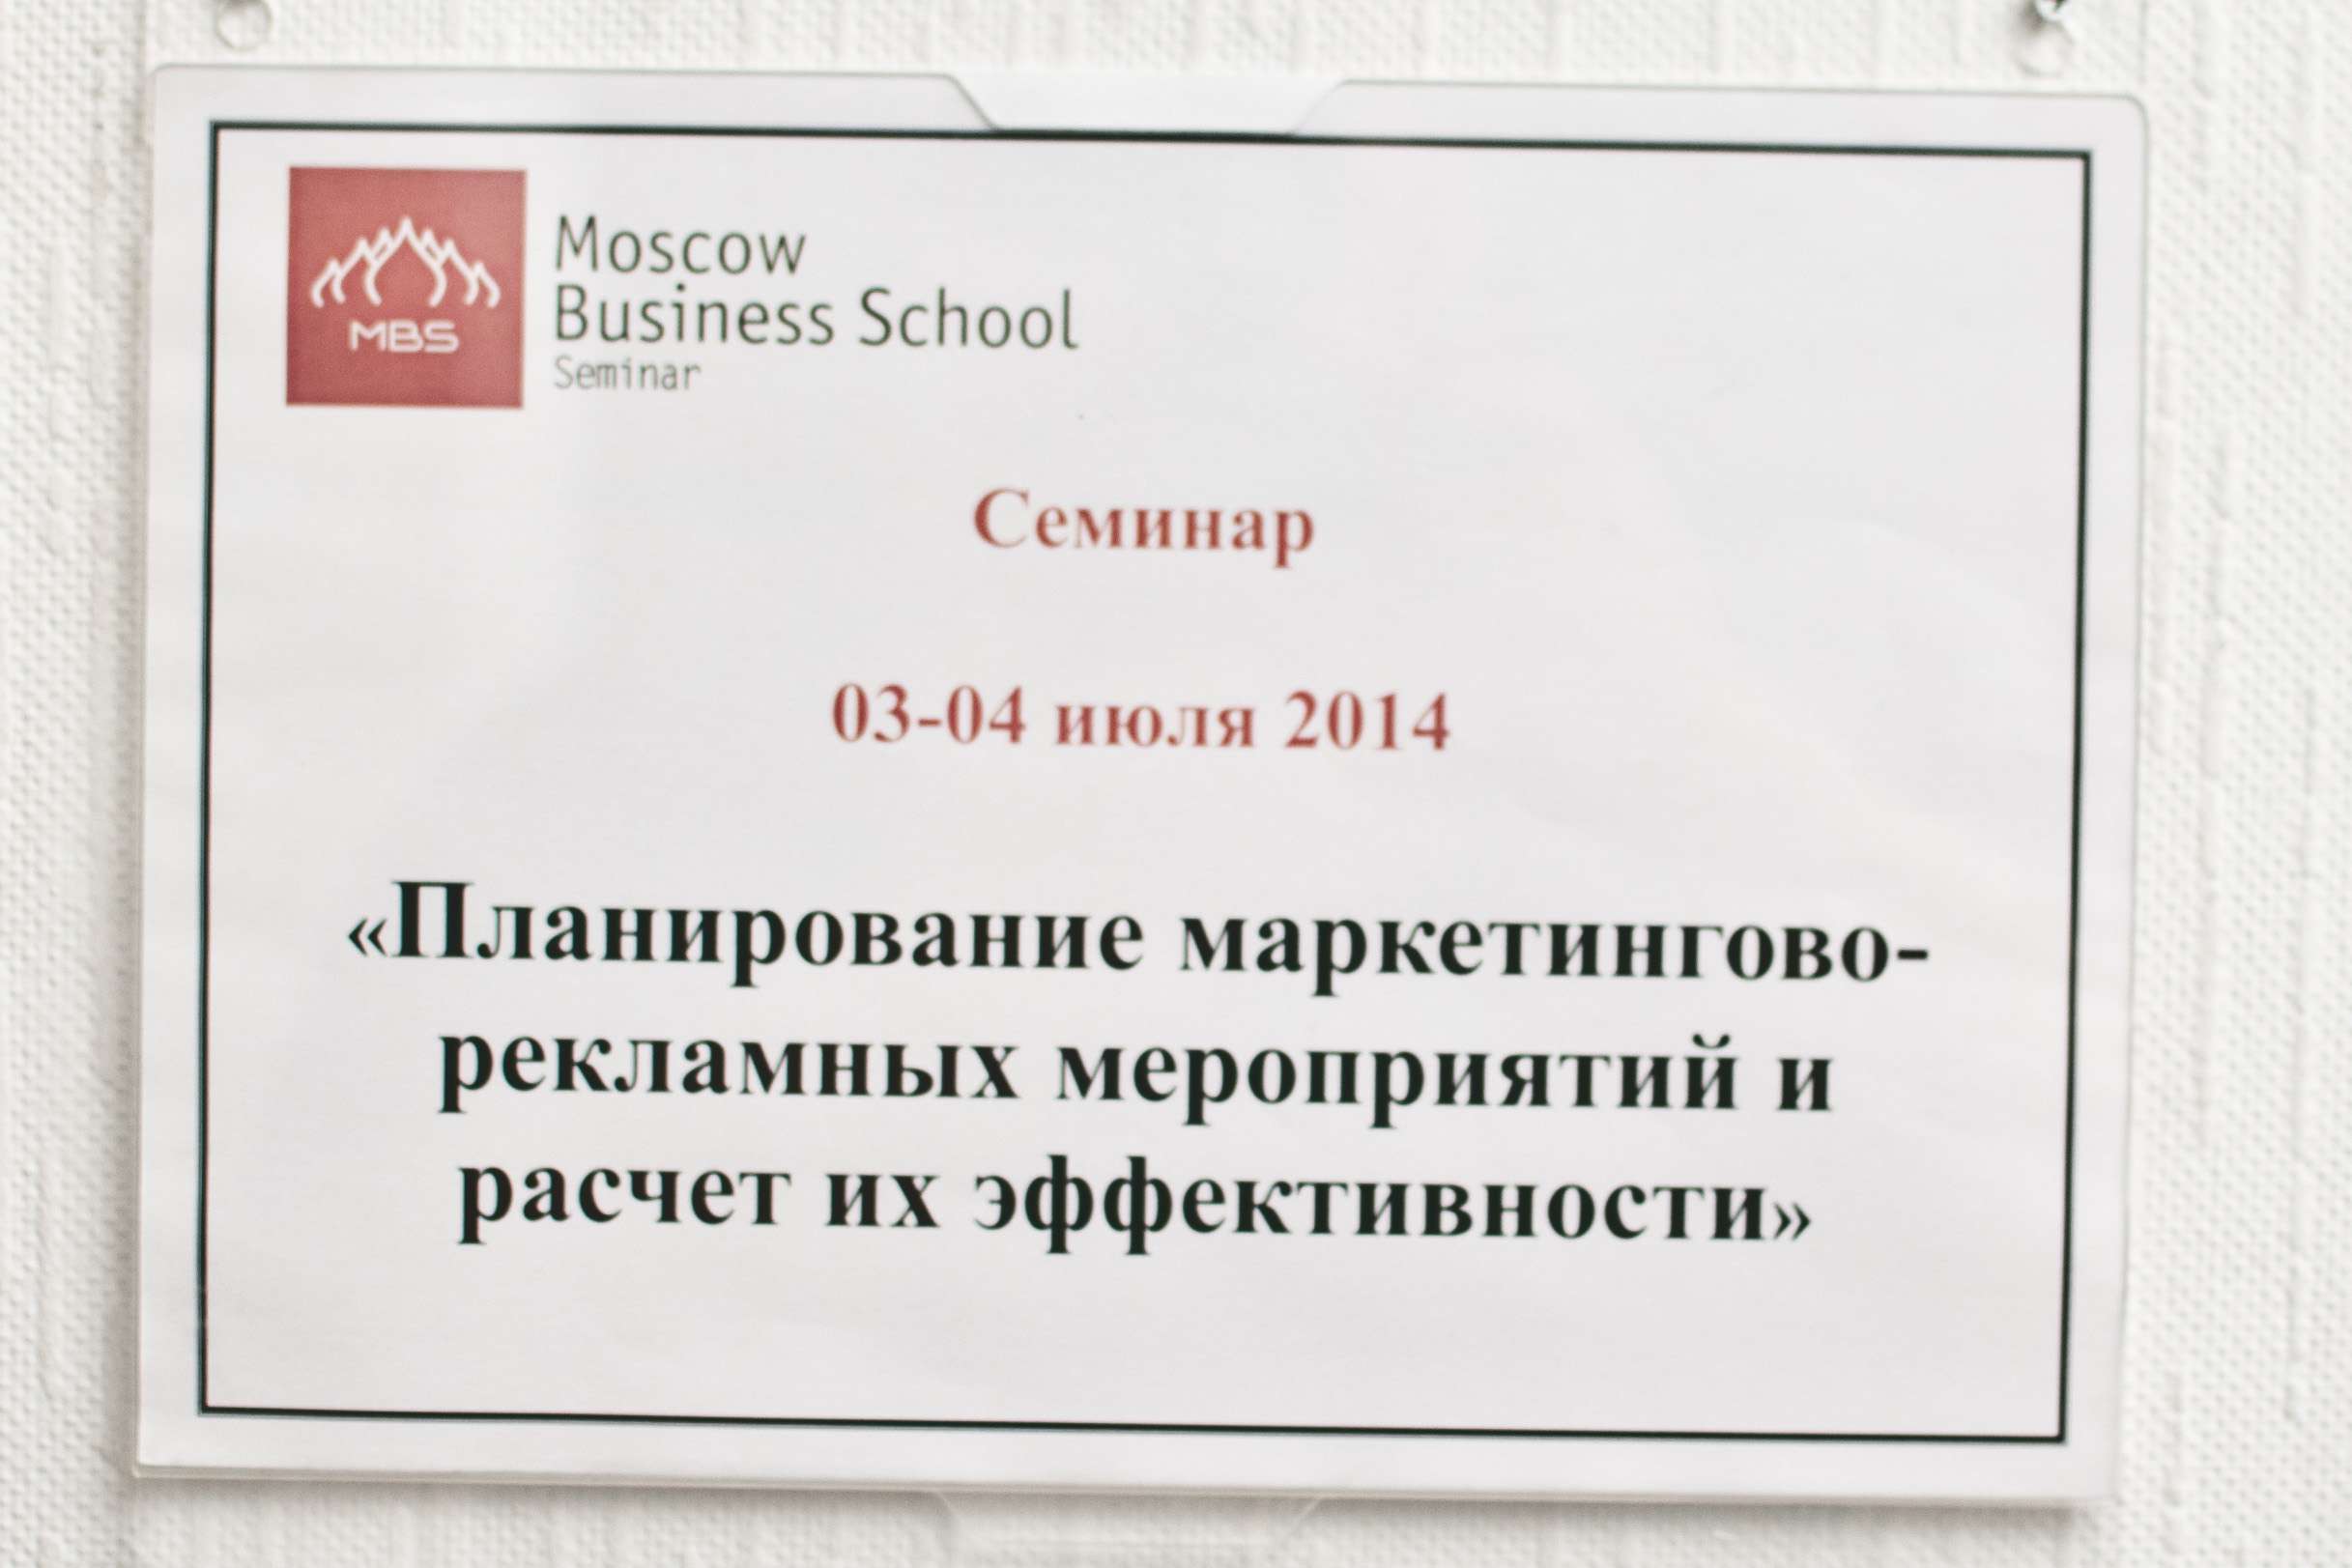 MBS
Moscow
Business School
Seminar
Семинар
03-04 июля 2014
«Планирование маркетингово-
рекламных мероприятий и
расчет их эффективности»